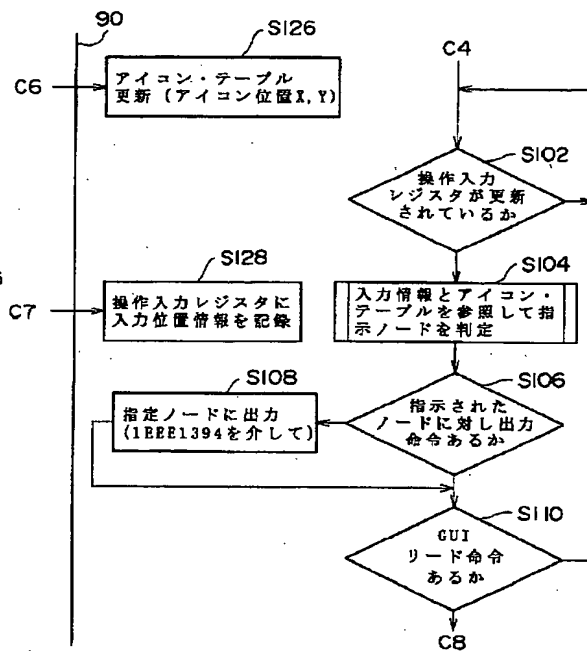 90
S126
C6
アイコン・テーブル
更新 (アイコン位置X, Y)
C4
S102
操作入力
レジスタが更新
されているか
S128
C7
操作入力レジスタに
入力位置情報を記録
S104
入力情報とアイコン・
テーブルを参照して指
示ノードを判定
S108
指定ノードに出力
(IEEE1394を介して)
S106
指示された
ノードに対し出力
命令あるか
S110
GUI
リード命令
あるか
C8